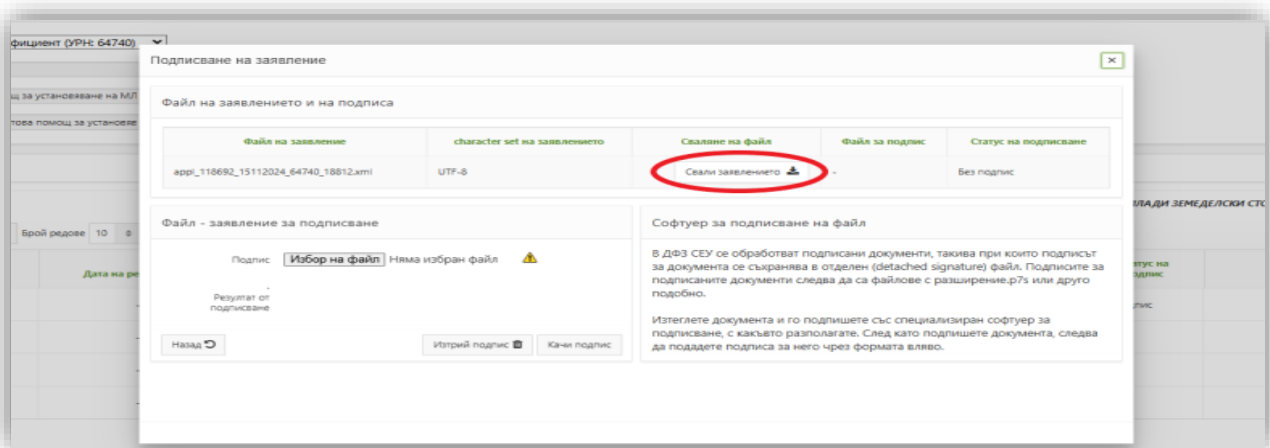 фициент (УРН: 64740)
Подписване на заявление
щ за установяване на МЛ
Файл на заявлението и на подписа
това помощ за установяв
Файл на заявление character set на заявлението Сваляне на файл Файл за подпис Статус на подписване
appl_118692_15112024_64740_18812.xml UTF-8 Свали заявлението - Без подпис
ЛАДИ ЗЕМЕДЕЛСКИ СТО
Файл - заявление за подписване
Софтуер за подписване на файл
Брой редове 10
Подпис Избор на файл Няма избран файл
В ДФЗ СЕУ се обработват подписани документи, такива при които подписът
за документа се съхранява в отделен (detached signature) файл. Подписите за
подписаните документи следва да са файлове с разширение.p7s или друго
подобно.
Дата на ре
тус на
одпис
-
Резултат от
подписване
пис
Изтеглете документа и го подпишете със специализиран софтуер за
подписване, с какъвто разполагате. След като подпишете документа, следва
да подадете подписа за него чрез формата вляво.
Назад Изтрий подпис Качи подпис